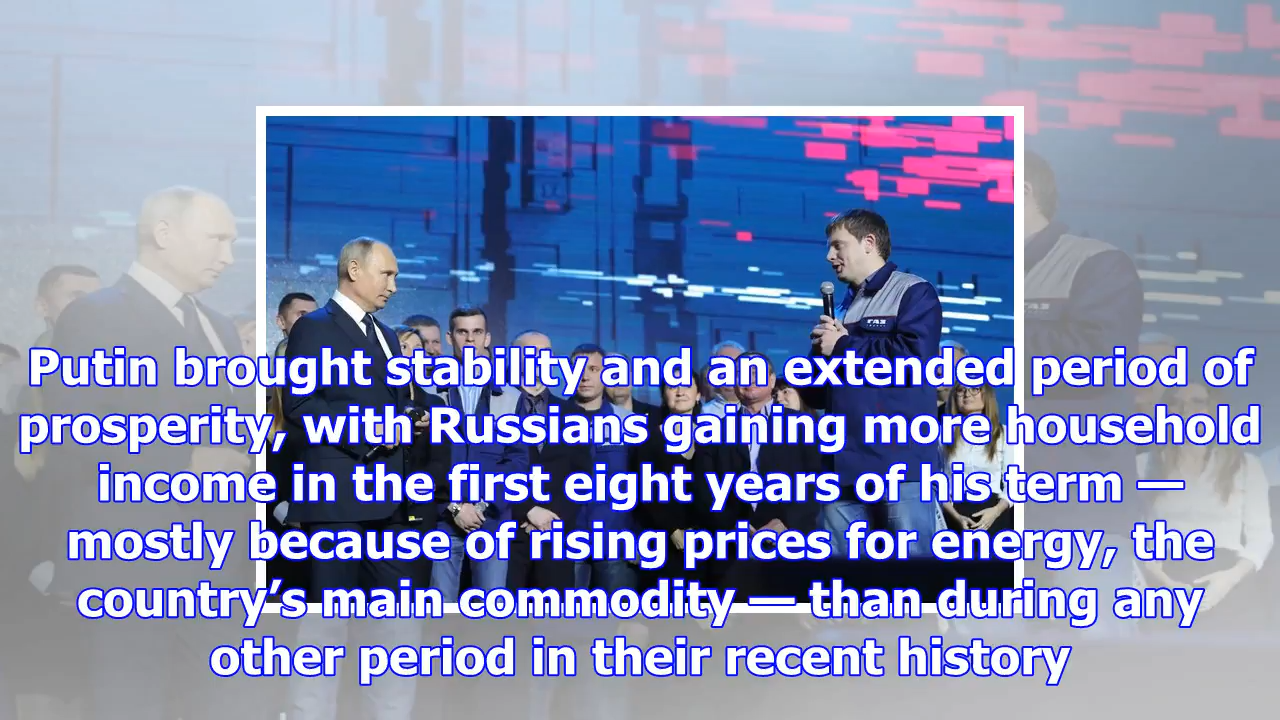 ГАЗ
Putin brought stability and an extended period of
prosperity, with Russians gaining more household
income in the first eight years of his term —
mostly because of rising prices for energy, the
country’s main commodity — than during any
other period in their recent history